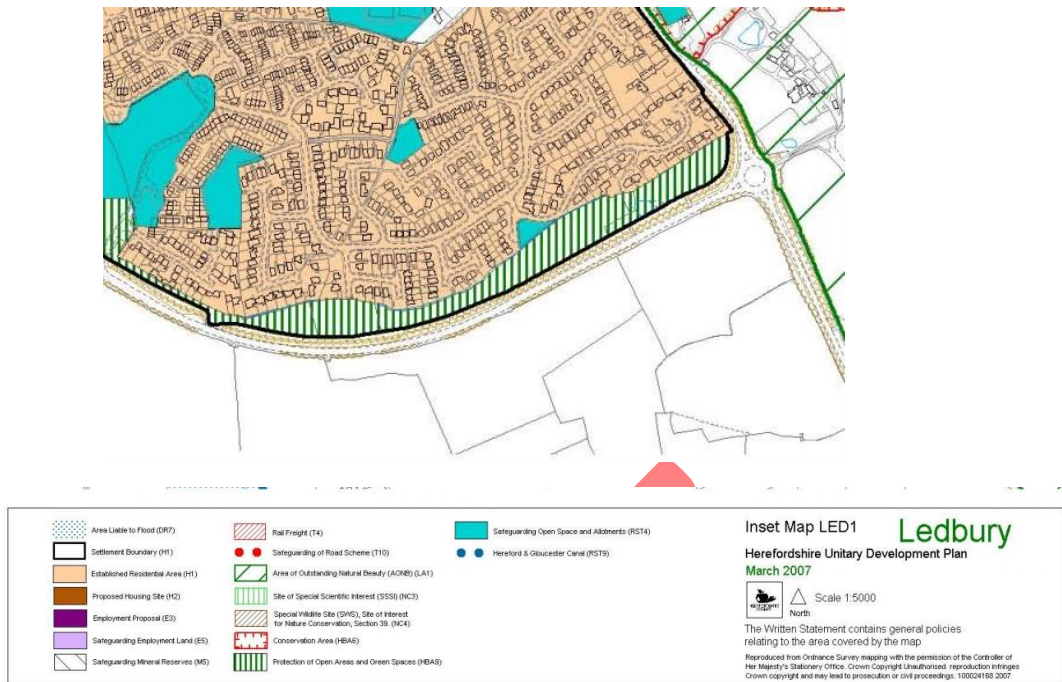 Area Liable to Flood (DR7)
Settlement Boundary (H1)
Established Residential Area (H1)
Proposed Housing Site (H2)
Employment Proposal (E3)
Safeguarding Employment Land (E5)
Safeguarding Mineral Reserves (M5)
Rail Freight (T4)
Safeguarding of Road Scheme (T10)
Area of Outstanding Natural Beauty (AONB) (LA1)
Site of Special Scientific Interest (SSSI) (NC3)
Special Wildlife Site (SWS), Site of Interest
for Nature Conservation, Section 39. (NC4)
Conservation Area (HBA6)
Protection of Open Areas and Green Spaces (HBA9)
Safeguarding Open Space and Allotments (RST4)
Hereford & Gloucester Canal (RST9)
Inset Map LED1 Ledbury
Herefordshire Unitary Development Plan
March 2007
Scale 1:5000
North
The Written Statement contains general policies
relating to the area covered by the map
Reproduced from Ordnance Survey mapping with the permission of the Controller of
Her Majesty's Stationery Office. Crown Copyright Unauthorised reproduction infringes
Crown copyright and may lead to prosecution or civil proceedings. 100024168 2007